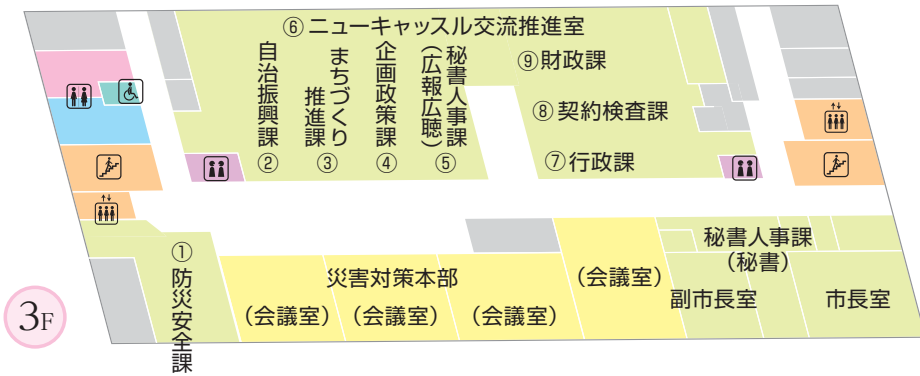 ⑥ニューキャッスル交流推進室
自治振興課②
まちづくり
推進課③
企画政策課④
秘書人事課
(広報広聴)⑤
⑨財政課
⑧契約検査課
⑦行政課
①防災安全課
災害対策本部
(会議室)
(会議室)
(会議室)
(会議室)
秘書人事課
(秘書)
副市長室
市長室
3F